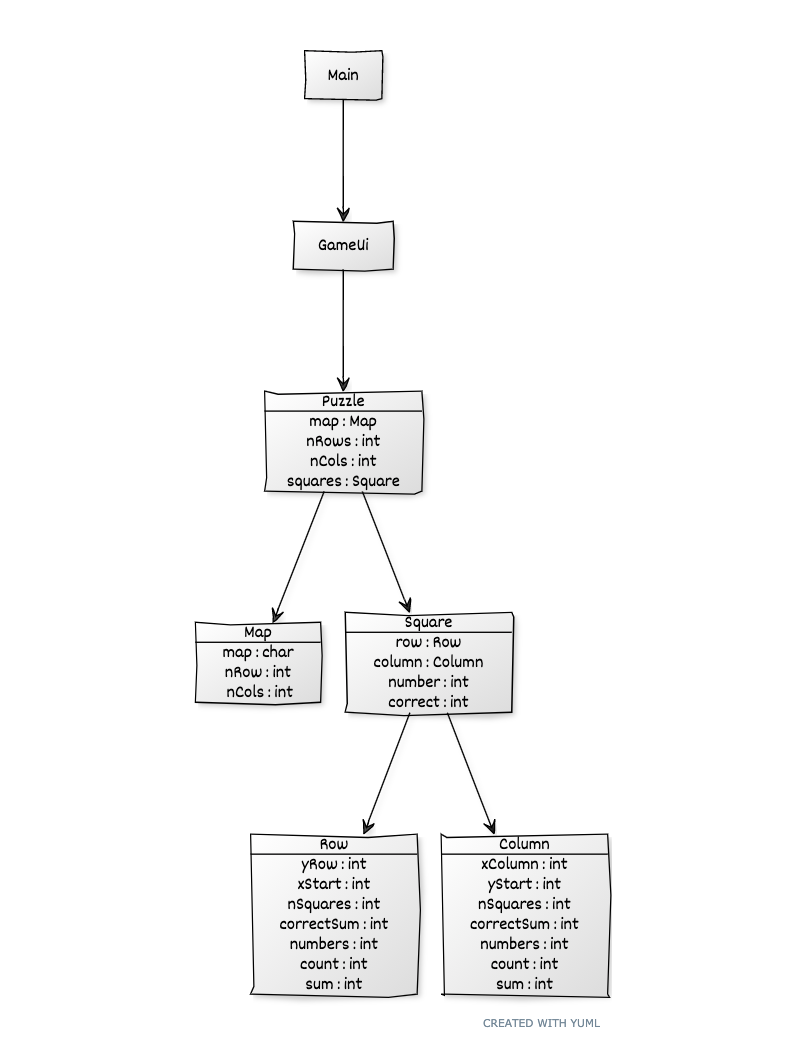 Main
GameUi
Puzzle
map : Map
nRows : int
nCols : int
squares : Square
Map
map : char
nRow : int
nCols : int
Square
row : Row
column : Column
number : int
correct : int
Row
yRow : int
xStart : int
nSquares : int
correctSum : int
numbers : int
count : int
sum : int
Column
xColumn : int
yStart : int
nSquares : int
correctSum : int
numbers : int
count : int
sum : int
CREATED WITH YUML